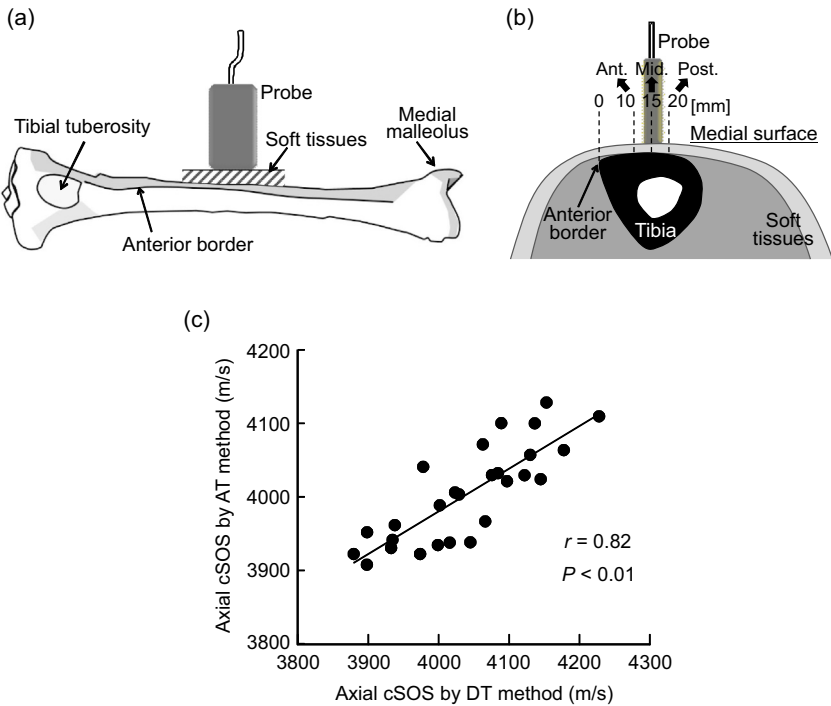 (a)
Probe
Tibial tuberosity
Soft tissues
Medial
malleolus
Anterior border
(b)
Probe
Ant. Mid. Post.
0 10 15 20 [mm]
Medial surface
Anterior
border
Tibia
Soft
tissues
(c)
Axial cSOS by AT method (m/s)
4200
4100
4000
3900
3800
r = 0.82
P < 0.01
3800 3900 4000 4100 4200 4300
Axial cSOS by DT method (m/s)